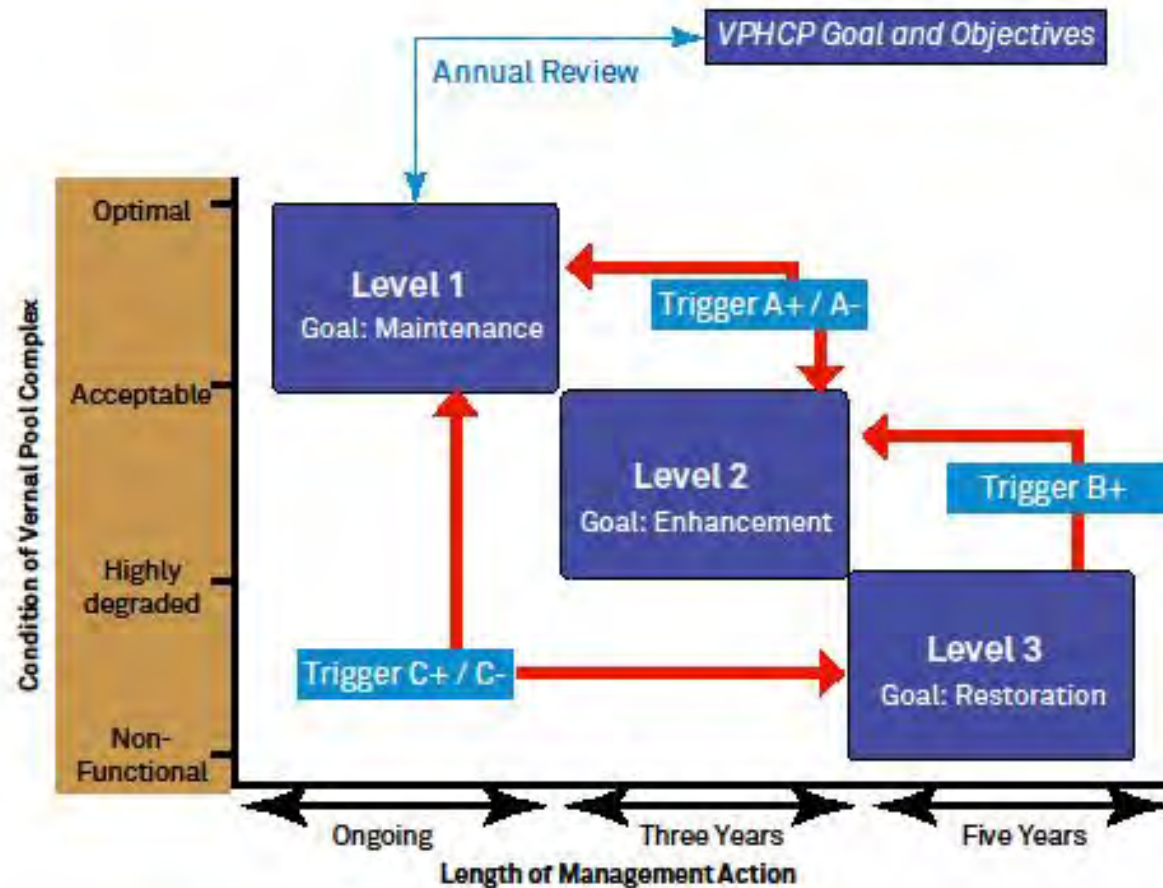 VPHCP Goal and Objectives
Annual Review
Condition of Vernal Pool Complex
Optimal
Acceptable
Highly
degraded
Non-
Functional
Level 1
Goal: Maintenance
Trigger A+ / A-
Level 2
Goal: Enhancement
Trigger B+
Level 3
Goal: Restoration
Trigger C+ / C-
Ongoing
Three Years
Five Years
Length of Management Action